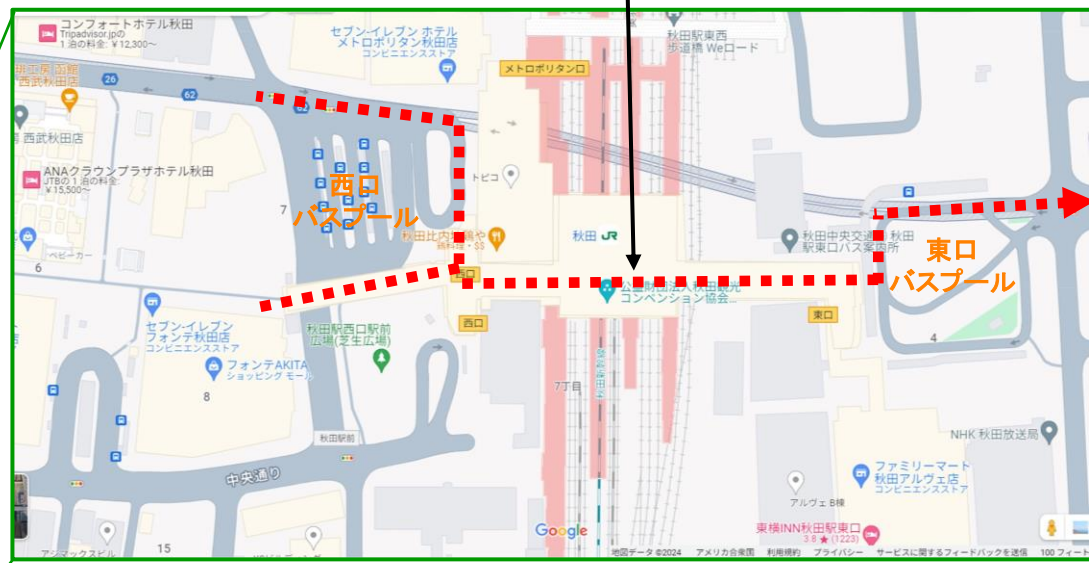 コンフォートホテル秋田
Tripadvisor.jpの
1 泊の料金: ￥12,300～
セブン-イレブン ホテル
メトロポリタン秋田店
コンビニエンスストア
秋田駅東西
歩道橋 Weロード
メトロポリタン口
西武秋田店
26
62
62
西武秋田店
ANAクラウンプラザホテル秋田
JTBの 1 泊の料金:
￥15,500～
7
西口
バスプール
トピコ
秋田比内
秋田 JR
秋田中央交通 秋田
駅東口バス案内所
東口
バスプール
ベビーカー
6
西口
西口
公益財団法人秋田観光
コンベンション協会...
東口
セブン-イレブン
フォンテ秋田店
コンビニエンスストア
秋田駅西口駅前
広場(芝生広場)
フォンテAKITA
ショッピング モール
8
7丁目
4
秋田駅前
中央通り
NHK 秋田放送局
ファミリーマート
秋田アルヴェ店
コンビニエンスストア
アルヴェ B棟
東横INN秋田駅東口
3.8 ★ (1223)
15
Google
地図データ ©2024
アメリカ合衆国
利用規約
プライバシー
サービスに関するフィードバックを送信
100 フィート